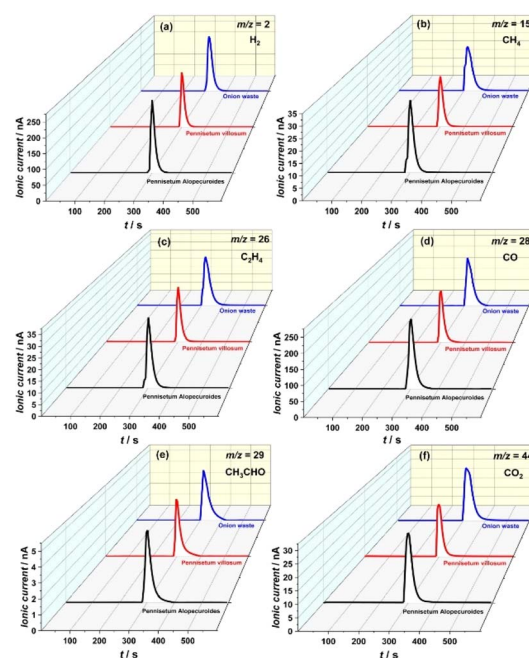 (a)
m/z = 2
H₂
Onion waste
Pennisetum villosum
Pennisetum Alopecuroides
Ionic current / nA
250
200
150
100
50
0
100 200 300 400 500
t / s
(b)
m/z = 15
CH₄
Onion waste
Pennisetum villosum
Pennisetum Alopecuroides
Ionic current / nA
35
30
25
20
15
10
5
0
100 200 300 400 500
t / s
(c)
m/z = 26
C₂H₄
Onion waste
Pennisetum villosum
Pennisetum Alopecuroides
Ionic current / nA
35
30
25
20
15
10
5
0
100 200 300 400 500
t / s
(d)
m/z = 28
CO
Onion waste
Pennisetum villosum
Pennisetum Alopecuroides
Ionic current / nA
250
200
150
100
50
0
100 200 300 400 500
t / s
(e)
m/z = 29
CH₃CHO
Onion waste
Pennisetum villosum
Pennisetum Alopecuroides
Ionic current / nA
5
4
3
2
1
0
100 200 300 400 500
t / s
(f)
m/z = 44
CO₂
Onion waste
Pennisetum villosum
Pennisetum Alopecuroides
Ionic current / nA
30
25
20
15
10
5
0
100 200 300 400 500
t / s